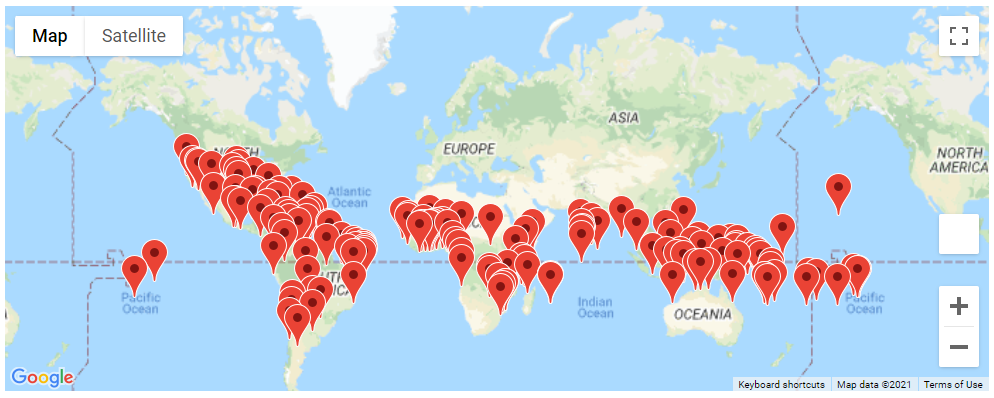 Map Satellite
ASIA
EUROPE
NORTH
AMERICA
Atlantic
Ocean
Pacific
Ocean
Indian
Ocean
OCEANIA
Pacific
Ocean
+
−
Google
Keyboard shortcuts Map data ©2021 Terms of Use